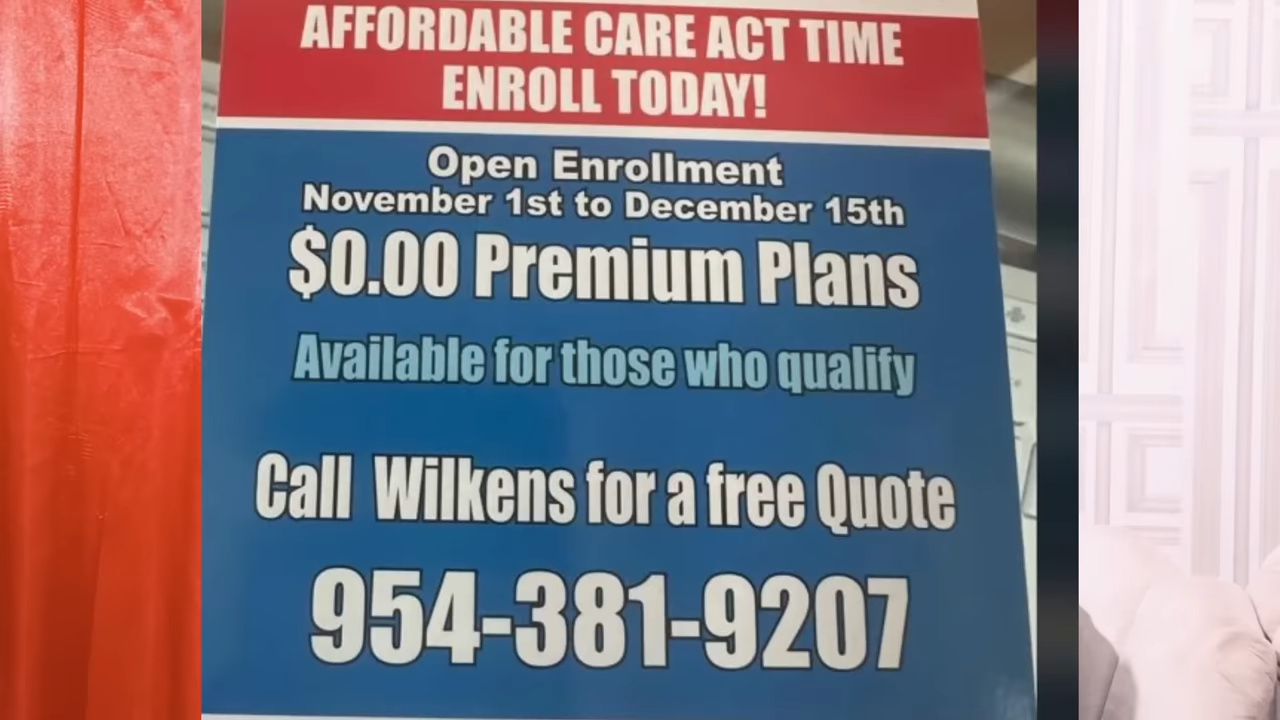 AFFORDABLE CARE ACT TIME
ENROLL TODAY!
Open Enrollment
November 1st to December 15th
$0.00 Premium Plans
Available for those who qualify
Call Wilkens for a free Quote
954-381-9207